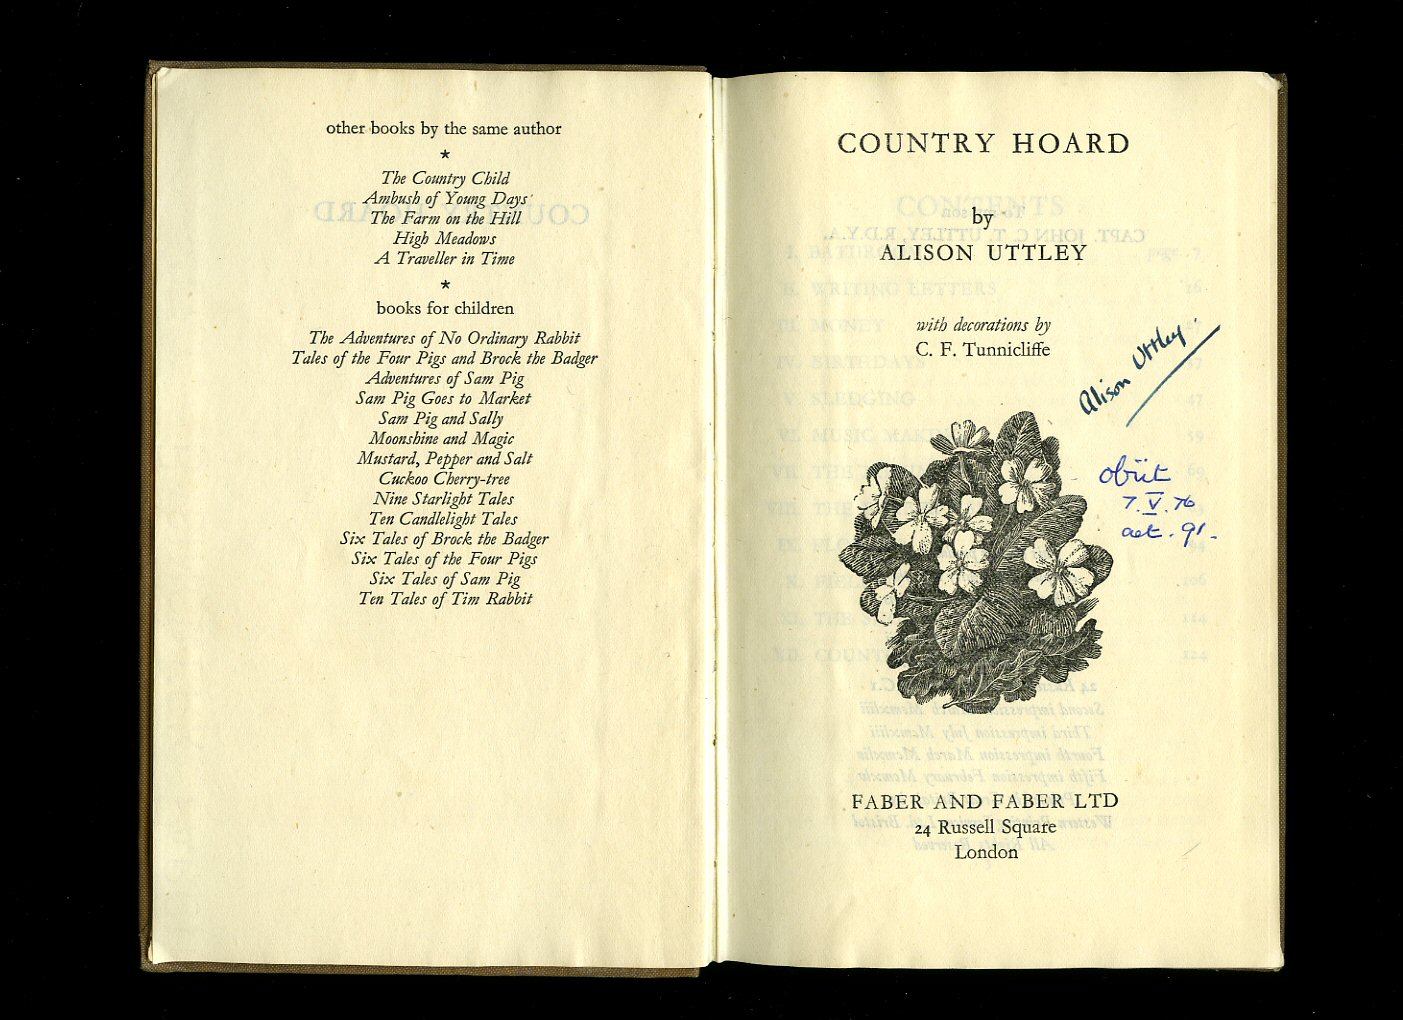 other books by the same author
*
The Country Child
Ambush of Young Days
The Farm on the Hill
High Meadows
A Traveller in Time
*
books for children
The Adventures of No Ordinary Rabbit
Tales of the Four Pigs and Brock the Badger
Adventures of Sam Pig
Sam Pig Goes to Market
Sam Pig and Sally
Moonshine and Magic
Mustard, Pepper and Salt
Cuckoo Cherry-tree
Nine Starlight Tales
Ten Candlelight Tales
Six Tales of Brock the Badger
Six Tales of the Four Pigs
Six Tales of Sam Pig
Ten Tales of Tim Rabbit
COUNTRY HOARD
by
ALISON UTTLEY
with decorations by
C. F. Tunnicliffe
Alison Uttley.
obiit
7.V.76
aet. 91.
FABER AND FABER LTD
24 Russell Square
London